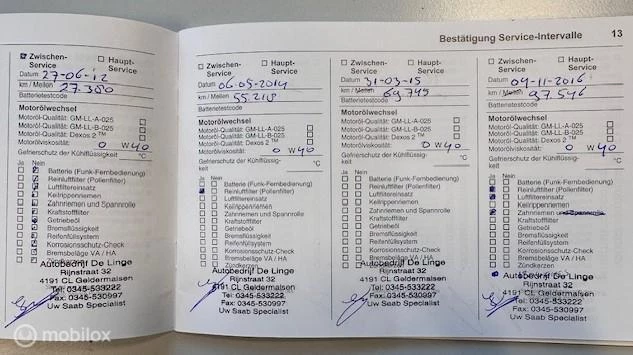 Bestätigung Service-Intervalle 13
Zwischen-Service Haupt-Service
Datum 27-06-12
km / Meilen 27.380
Batterietestcode
Motorölwechsel
Motoröl-Qualität: GM-LL-A-025
Motoröl-Qualität: GM-LL-B-025
Motoröl-Qualität: Dexos 2 ™
Motorölviskosität: 0 W 40
Gefrierschutz der Kühlflüssigkeit °C
Ja Nein
Batterie (Funk-Fernbedienung)
Reinluftfilter (Pollenfilter)
Luftfiltereinsatz
Keilrippenriemen
Zahnriemen und Spannrolle
Kraftstofffilter
Getriebeöl
Bremsflüssigkeit
Reifenfüllsystem
Korrosionsschutz-Check
Bremsbeläge VA / HA
Autobedrijf De Linge
Rijnstraat 32
4191 CL Geldermalsen
Tel: 0345-533222
Fax: 0345-530997
Uw Saab Specialist
Zwischen-Service Haupt-Service
Datum 06-05-2014
km / Meilen 55.218
Batterietestcode
Motorölwechsel
Motoröl-Qualität: GM-LL-A-025
Motoröl-Qualität: GM-LL-B-025
Motoröl-Qualität: Dexos 2 ™
Motorölviskosität: 0 W 40
Gefrierschutz der Kühlflüssigkeit °C
Ja Nein
Batterie (Funk-Fernbedienung)
Reinluftfilter (Pollenfilter)
Luftfiltereinsatz
Keilrippenriemen
Zahnriemen und Spannrolle
Kraftstofffilter
Getriebeöl
Bremsflüssigkeit
Reifenfüllsystem
Korrosionsschutz-Check
Bremsbeläge VA / HA
Zündkerzen
Autobedrijf De Linge
Rijnstraat 32
4191 CL Geldermalsen
Tel: 0345-533222
Fax: 0345-530997
Uw Saab Specialist
Zwischen-Service Haupt-Service
Datum 31-03-15
km / Meilen 69.745
Batterietestcode
Motorölwechsel
Motoröl-Qualität: GM-LL-A-025
Motoröl-Qualität: GM-LL-B-025
Motoröl-Qualität: Dexos 2 ™
Motorölviskosität: 0 W 40
Gefrierschutz der Kühlflüssigkeit °C
Ja Nein
Batterie (Funk-Fernbedienung)
Reinluftfilter (Pollenfilter)
Luftfiltereinsatz
Keilrippenriemen
Zahnriemen und Spannrolle
Kraftstofffilter
Getriebeöl
Bremsflüssigkeit
Reifenfüllsystem
Korrosionsschutz-Check
Bremsbeläge VA / HA
Zündkerzen
Autobedrijf De Linge
Rijnstraat 32
4191 CL Geldermalsen
Tel: 0345-533222
Fax: 0345-530997
Uw Saab Specialist
Zwischen-Service Haupt-Service
Datum 04-11-2016
km / Meilen 97.546
Batterietestcode
Motorölwechsel
Motoröl-Qualität: GM-LL-A-025
Motoröl-Qualität: GM-LL-B-025
Motoröl-Qualität: Dexos 2 ™
Motorölviskosität: 0 W 40
Gefrierschutz der Kühlflüssigkeit °C
Ja Nein
Batterie (Funk-Fernbedienung)
Reinluftfilter (Pollenfilter)
Luftfiltereinsatz
Keilrippenriemen
Zahnriemen und Spannrolle
Kraftstofffilter
Getriebeöl
Bremsflüssigkeit
Reifenfüllsystem
Korrosionsschutz-Check
Bremsbeläge VA / HA
Autobedrijf De Linge
Rijnstraat 32
4191 CL Geldermalsen
Tel: 0345-533222
Fax: 0345-530997
Uw Saab Specialist
mobilox